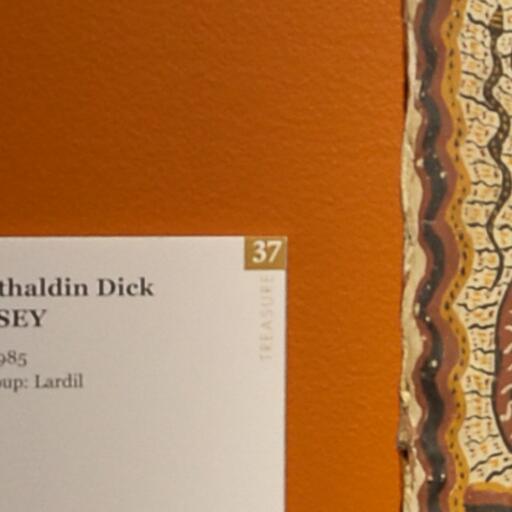 37
TREASURE
thaldin Dick
SEY
985
oup: Lardil